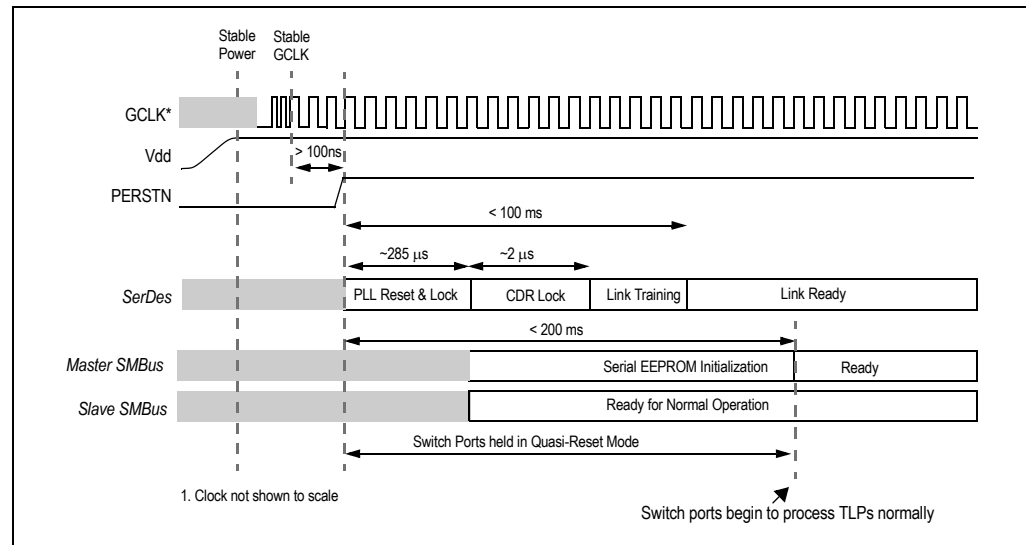 Stable Power
Stable GCLK
GCLK*
Vdd
> 100ns
PERSTN
< 100 ms
~285 μs
~2 μs
SerDes
PLL Reset & Lock
CDR Lock
Link Training
Link Ready
< 200 ms
Master SMBus
Serial EEPROM Initialization
Ready
Slave SMBus
Ready for Normal Operation
Switch Ports held in Quasi-Reset Mode
1. Clock not shown to scale
Switch ports begin to process TLPs normally